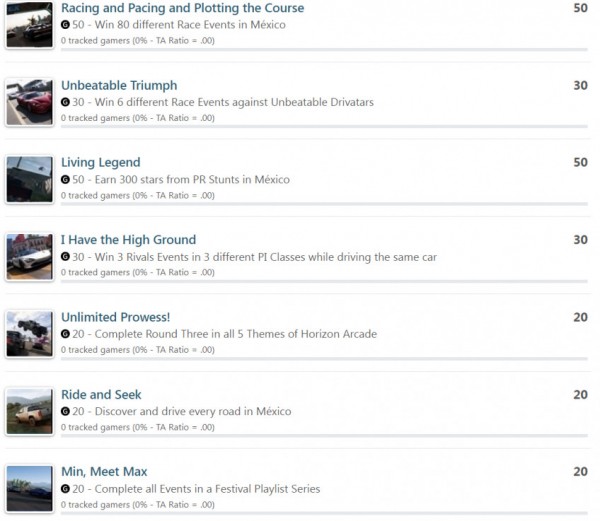 Racing and Pacing and Plotting the Course 50
G 50 - Win 80 different Race Events in México
0 tracked gamers (0% - TA Ratio = .00)
Unbeatable Triumph 30
G 30 - Win 6 different Race Events against Unbeatable Drivatars
0 tracked gamers (0% - TA Ratio = .00)
Living Legend 50
G 50 - Earn 300 stars from PR Stunts in México
0 tracked gamers (0% - TA Ratio = .00)
I Have the High Ground 30
G 30 - Win 3 Rivals Events in 3 different PI Classes while driving the same car
0 tracked gamers (0% - TA Ratio = .00)
Unlimited Prowess! 20
G 20 - Complete Round Three in all 5 Themes of Horizon Arcade
0 tracked gamers (0% - TA Ratio = .00)
Ride and Seek 20
G 20 - Discover and drive every road in México
0 tracked gamers (0% - TA Ratio = .00)
Min, Meet Max 20
G 20 - Complete all Events in a Festival Playlist Series
0 tracked gamers (0% - TA Ratio = .00)